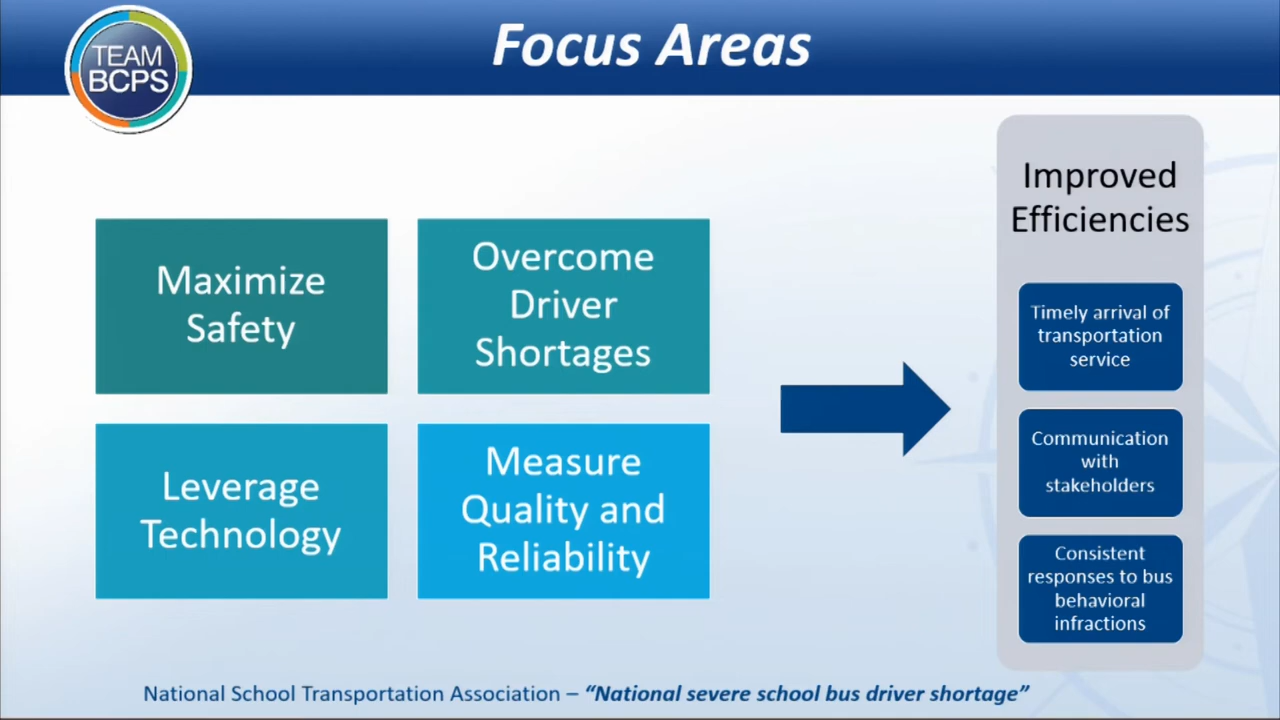 TEAM
BCPS
Focus Areas
Maximize
Safety
Overcome
Driver
Shortages
Leverage
Technology
Measure
Quality and
Reliability
Improved
Efficiencies
Timely arrival of
transportation
service
Communication
with
stakeholders
Consistent
responses to bus
behavioral
infractions
National School Transportation Association – “National severe school bus driver shortage”